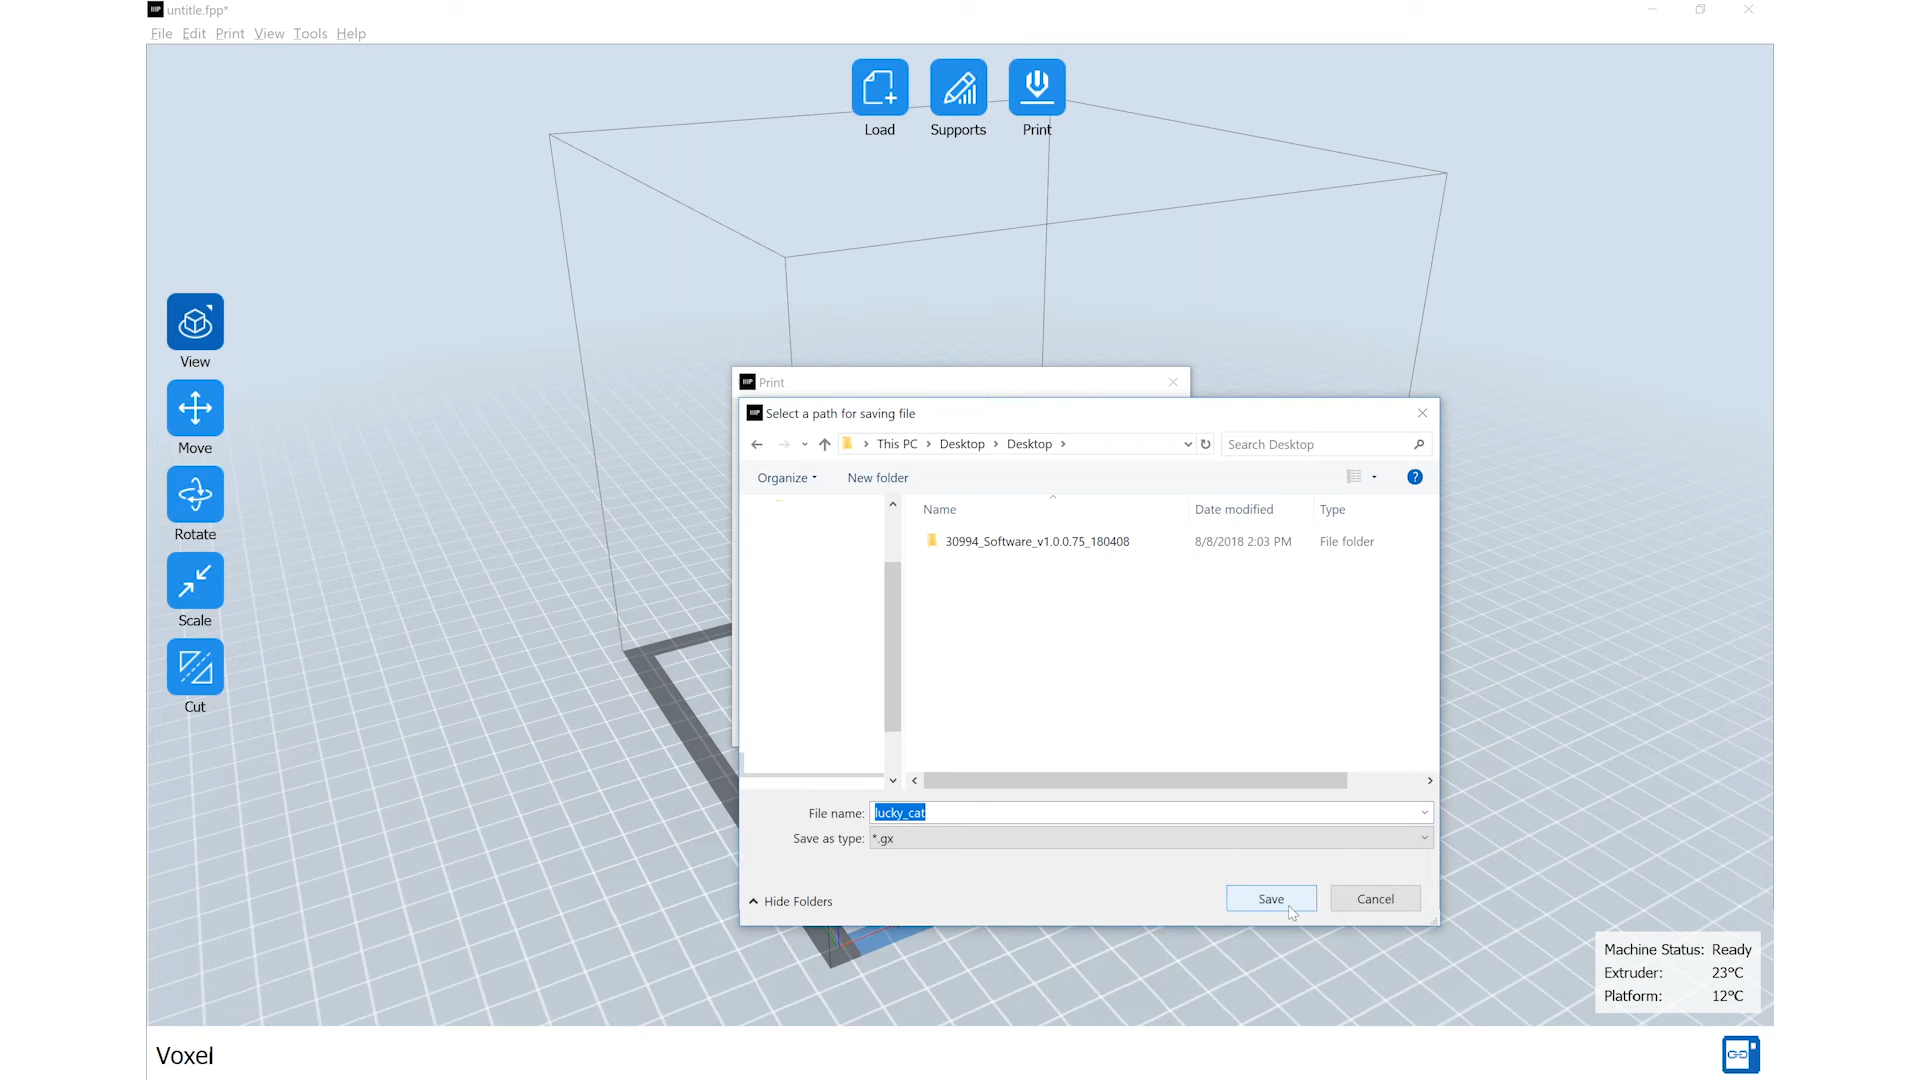 untitle.fpp*
File Edit Print View Tools Help
Load Supports Print
View
Move
Rotate
Scale
Cut
Print
Select a path for saving file
This PC > Desktop > Desktop >
Search Desktop
Organize
New folder
Name
Date modified
Type
30994_Software_v1.0.0.75_180408
8/8/2018 2:03 PM
File folder
File name: lucky_cat
Save as type: *.gx
Hide Folders
Save
Cancel
Machine Status: Ready
Extruder: 23°C
Platform: 12°C
Voxel